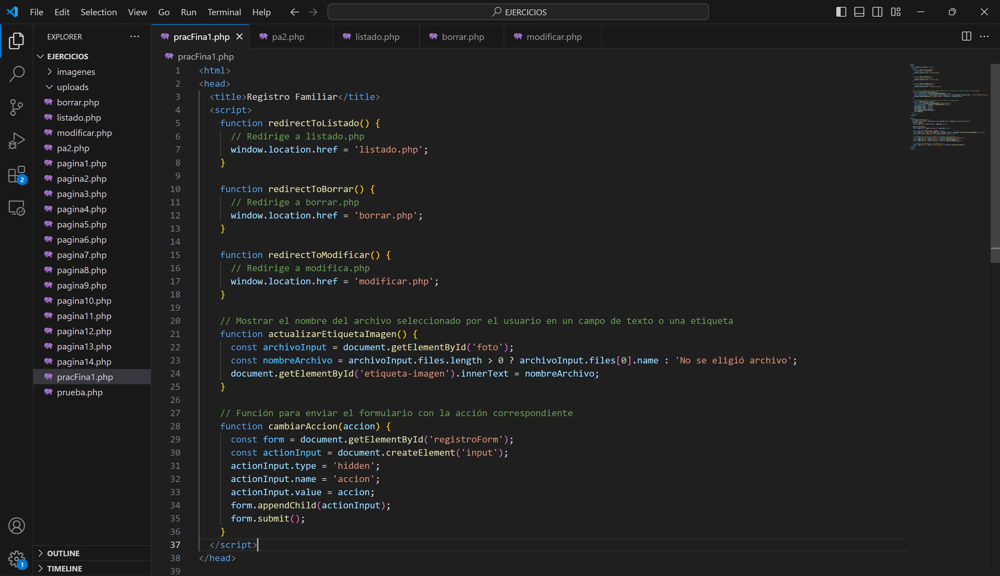 File Edit Selection View Go Run Terminal Help EJERCICIOS
EXPLORER
EJERCICIOS
imagenes
uploads
borrar.php
listado.php
modificar.php
pa2.php
pagina1.php
pagina2.php
pagina3.php
pagina4.php
pagina5.php
pagina6.php
pagina7.php
pagina8.php
pagina9.php
pagina10.php
pagina11.php
pagina12.php
pagina13.php
pagina14.php
pracFina1.php
prueba.php
OUTLINE
TIMELINE
2
1
pracFina1.php pa2.php listado.php borrar.php modificar.php
pracFina1.php
1 <html>
2 <head>
3 <title>Registro Familiar</title>
4 <script>
5 function redirectToListado() {
6 // Redirige a listado.php
7 window.location.href = 'listado.php';
8 }
9
10 function redirectToBorrar() {
11 // Redirige a borrar.php
12 window.location.href = 'borrar.php';
13 }
14
15 function redirectToModificar() {
16 // Redirige a modifica.php
17 window.location.href = 'modificar.php';
18 }
19
20 // Mostrar el nombre del archivo seleccionado por el usuario en un campo de texto o una etiqueta
21 function actualizarEtiquetaImagen() {
22 const archivoInput = document.getElementById('foto');
23 const nombreArchivo = archivoInput.files.length > 0 ? archivoInput.files[0].name : 'No se eligió archivo';
24 document.getElementById('etiqueta-imagen').innerText = nombreArchivo;
25 }
26
27 // Función para enviar el formulario con la acción correspondiente
28 function cambiarAccion(accion) {
29 const form = document.getElementById('registroForm');
30 const actionInput = document.createElement('input');
31 actionInput.type = 'hidden';
32 actionInput.name = 'accion';
33 actionInput.value = accion;
34 form.appendChild(actionInput);
35 form.submit();
36 }
37 </script>
38 </head>
39